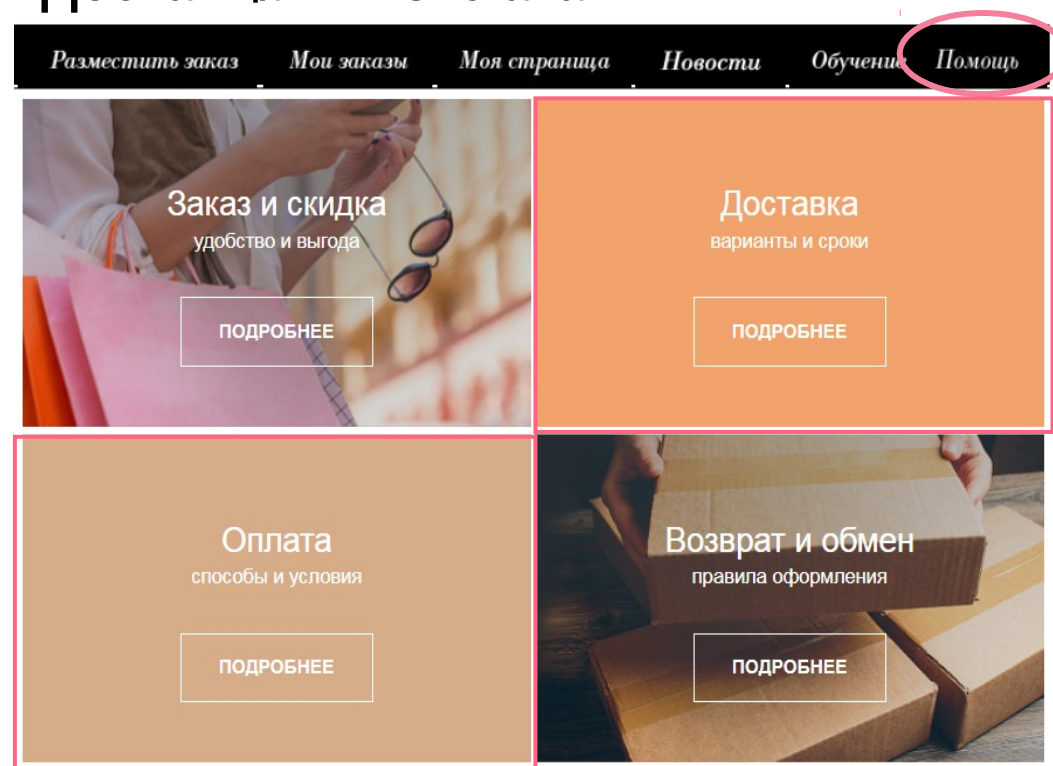 Разместить заказ Мои заказы Моя страница Новости Обучение Помощь
Заказ и скидка
удобство и выгода
ПОДРОБНЕЕ
Доставка
варианты и сроки
ПОДРОБНЕЕ
Оплата
способы и условия
ПОДРОБНЕЕ
Возврат и обмен
правила оформления
ПОДРОБНЕЕ